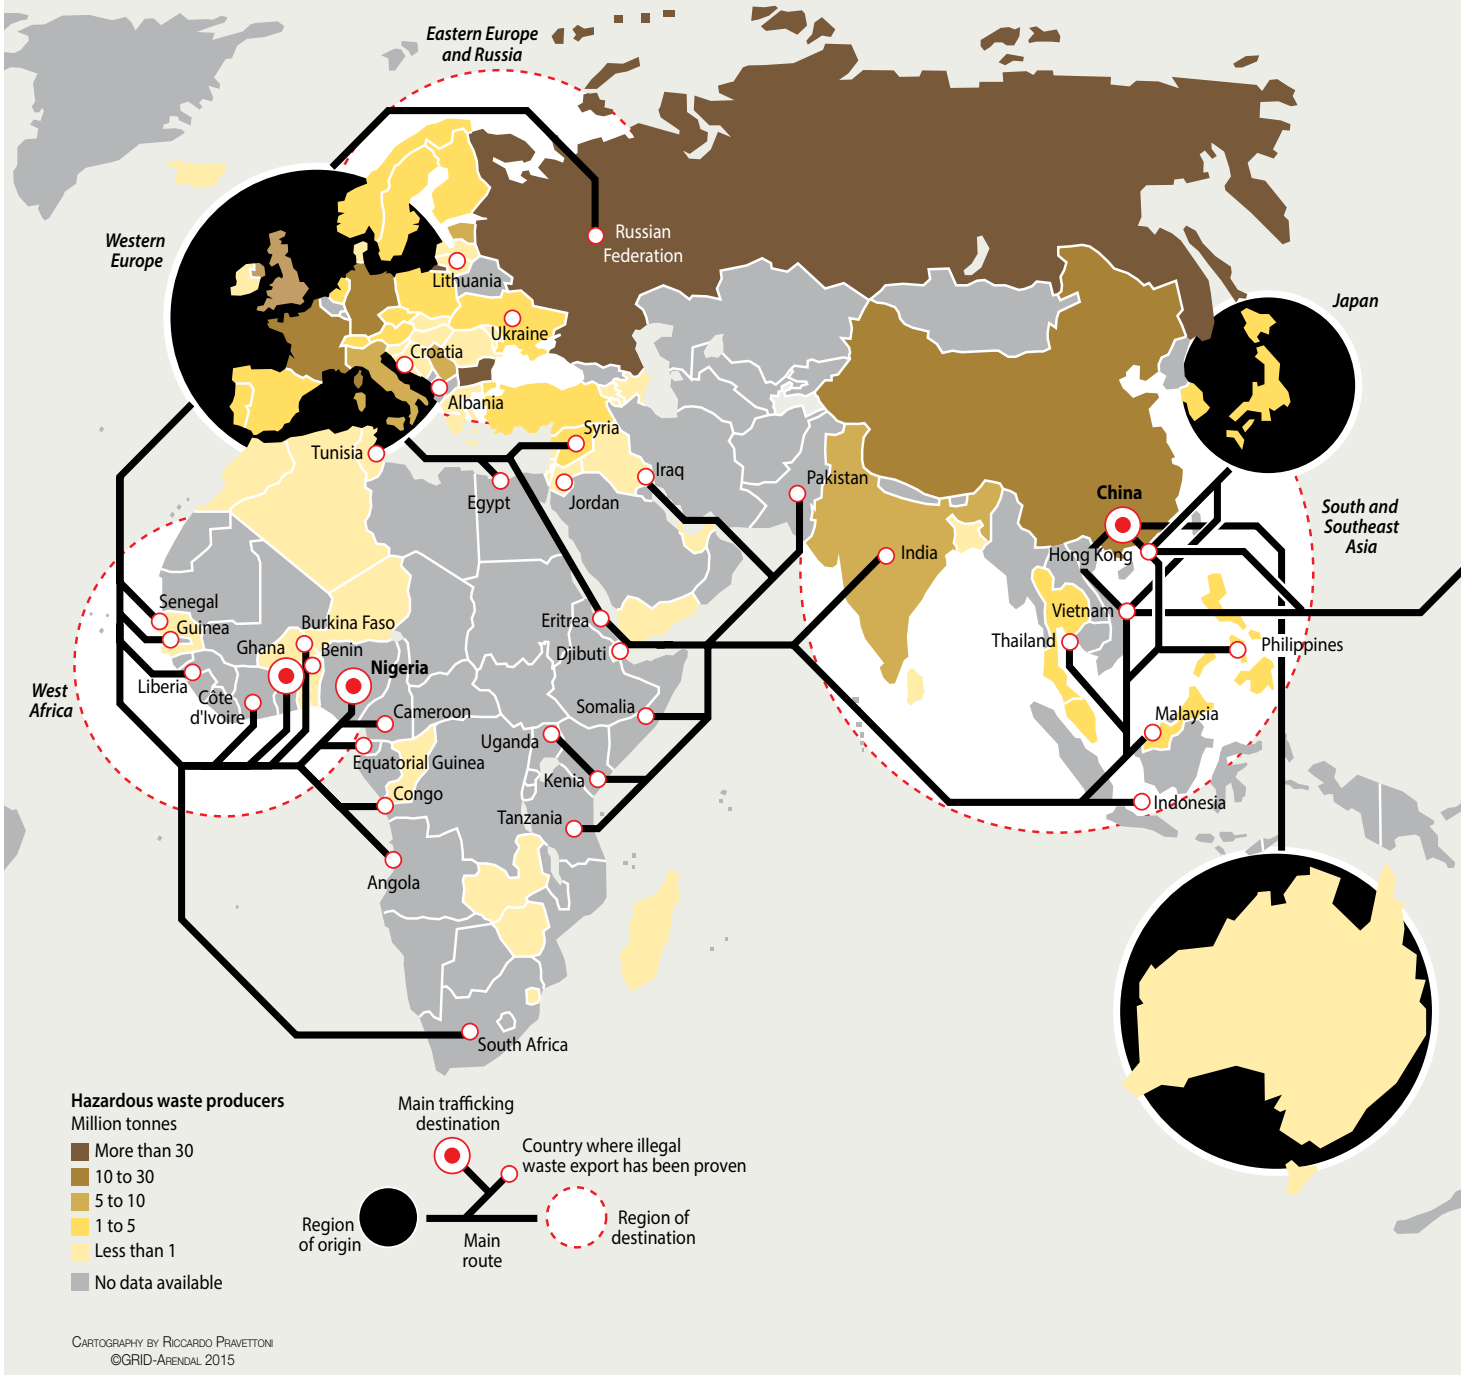 Eastern Europe
and Russia
Western
Europe
Russian
Federation
Lithuania
Ukraine
Croatia
Albania
Japan
Tunisia
Syria
Egypt
Jordan
Iraq
Pakistan
China
South and
Southeast
Asia
Hong Kong
India
Senegal
Guinea
Burkina Faso
Ghana
Benin
Nigeria
Liberia
Côte
d'Ivoire
West
Africa
Eritrea
Djibuti
Vietnam
Thailand
Philippines
Cameroon
Somalia
Malaysia
Uganda
Equatorial Guinea
Kenia
Congo
Tanzania
Indonesia
Angola
South Africa
Hazardous waste producers
Million tonnes
More than 30
10 to 30
5 to 10
1 to 5
Less than 1
No data available
Main trafficking
destination
Country where illegal
waste export has been proven
Region
of origin
Main
route
Region of
destination
Cartography by Riccardo Pravettoni
©GRID-Arendal 2015